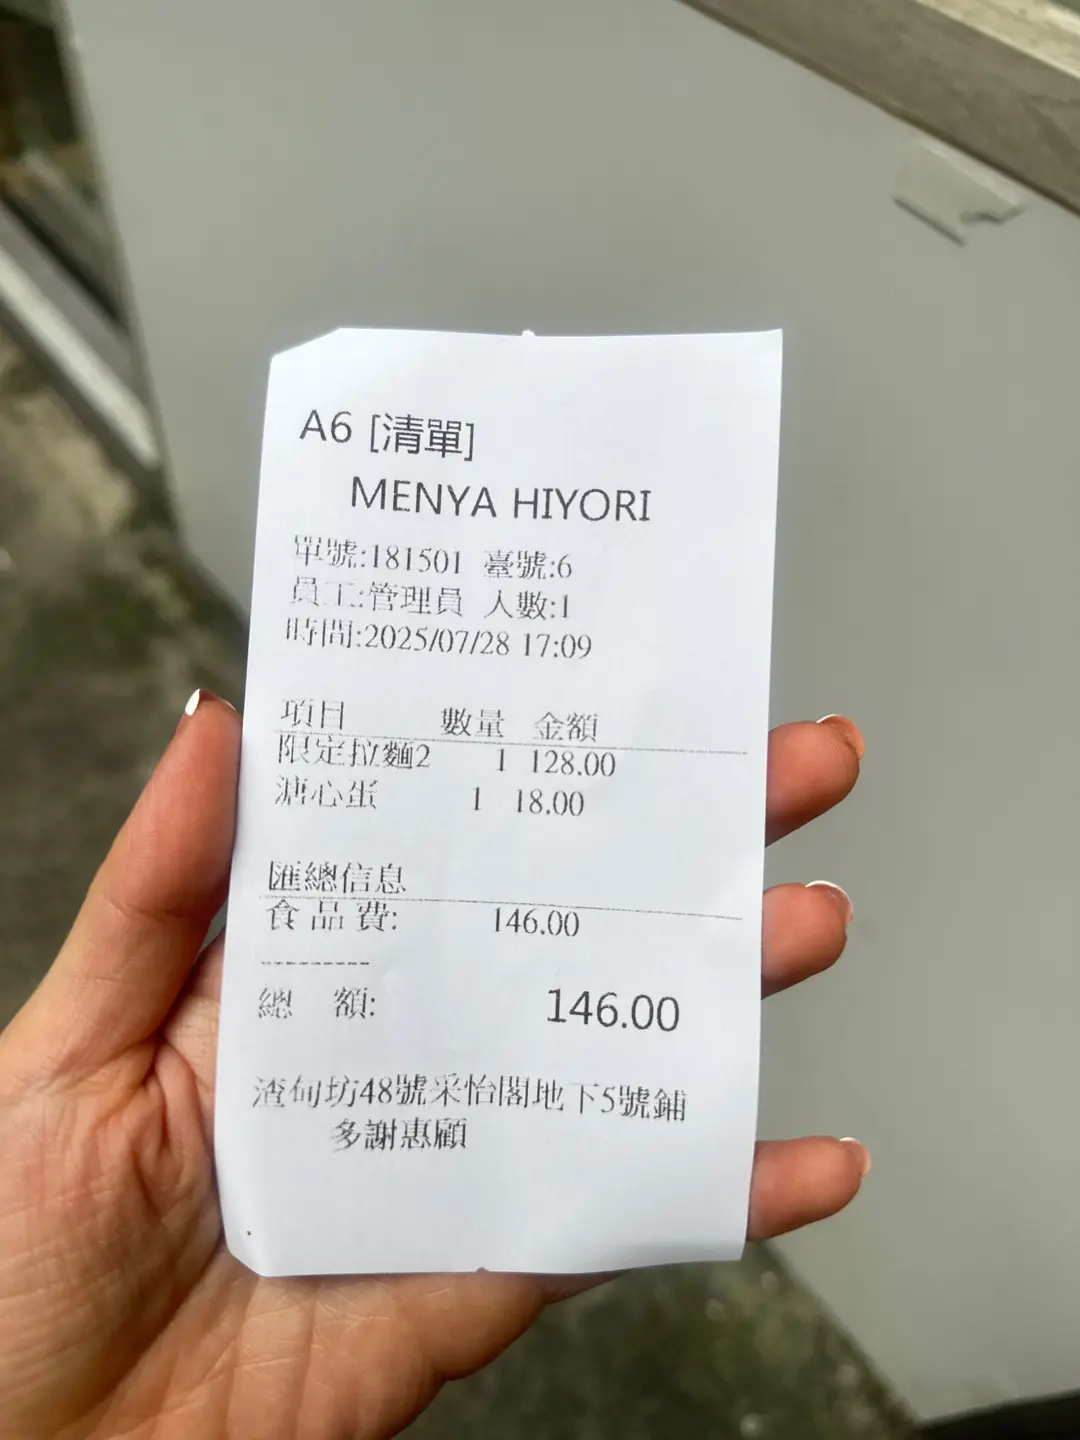 A6 [清單]
MENYA HIYORI
單號:181501 臺號:6
員工:管理員 人數:1
時間:2025/07/28 17:09
項目 數量 金額
限定拉麵2 1 128.00
溏心蛋 1 18.00
匯總信息
食品費: 146.00
---------
總 額: 146.00
渣甸坊48號采怡閣地下5號鋪
多謝惠顧